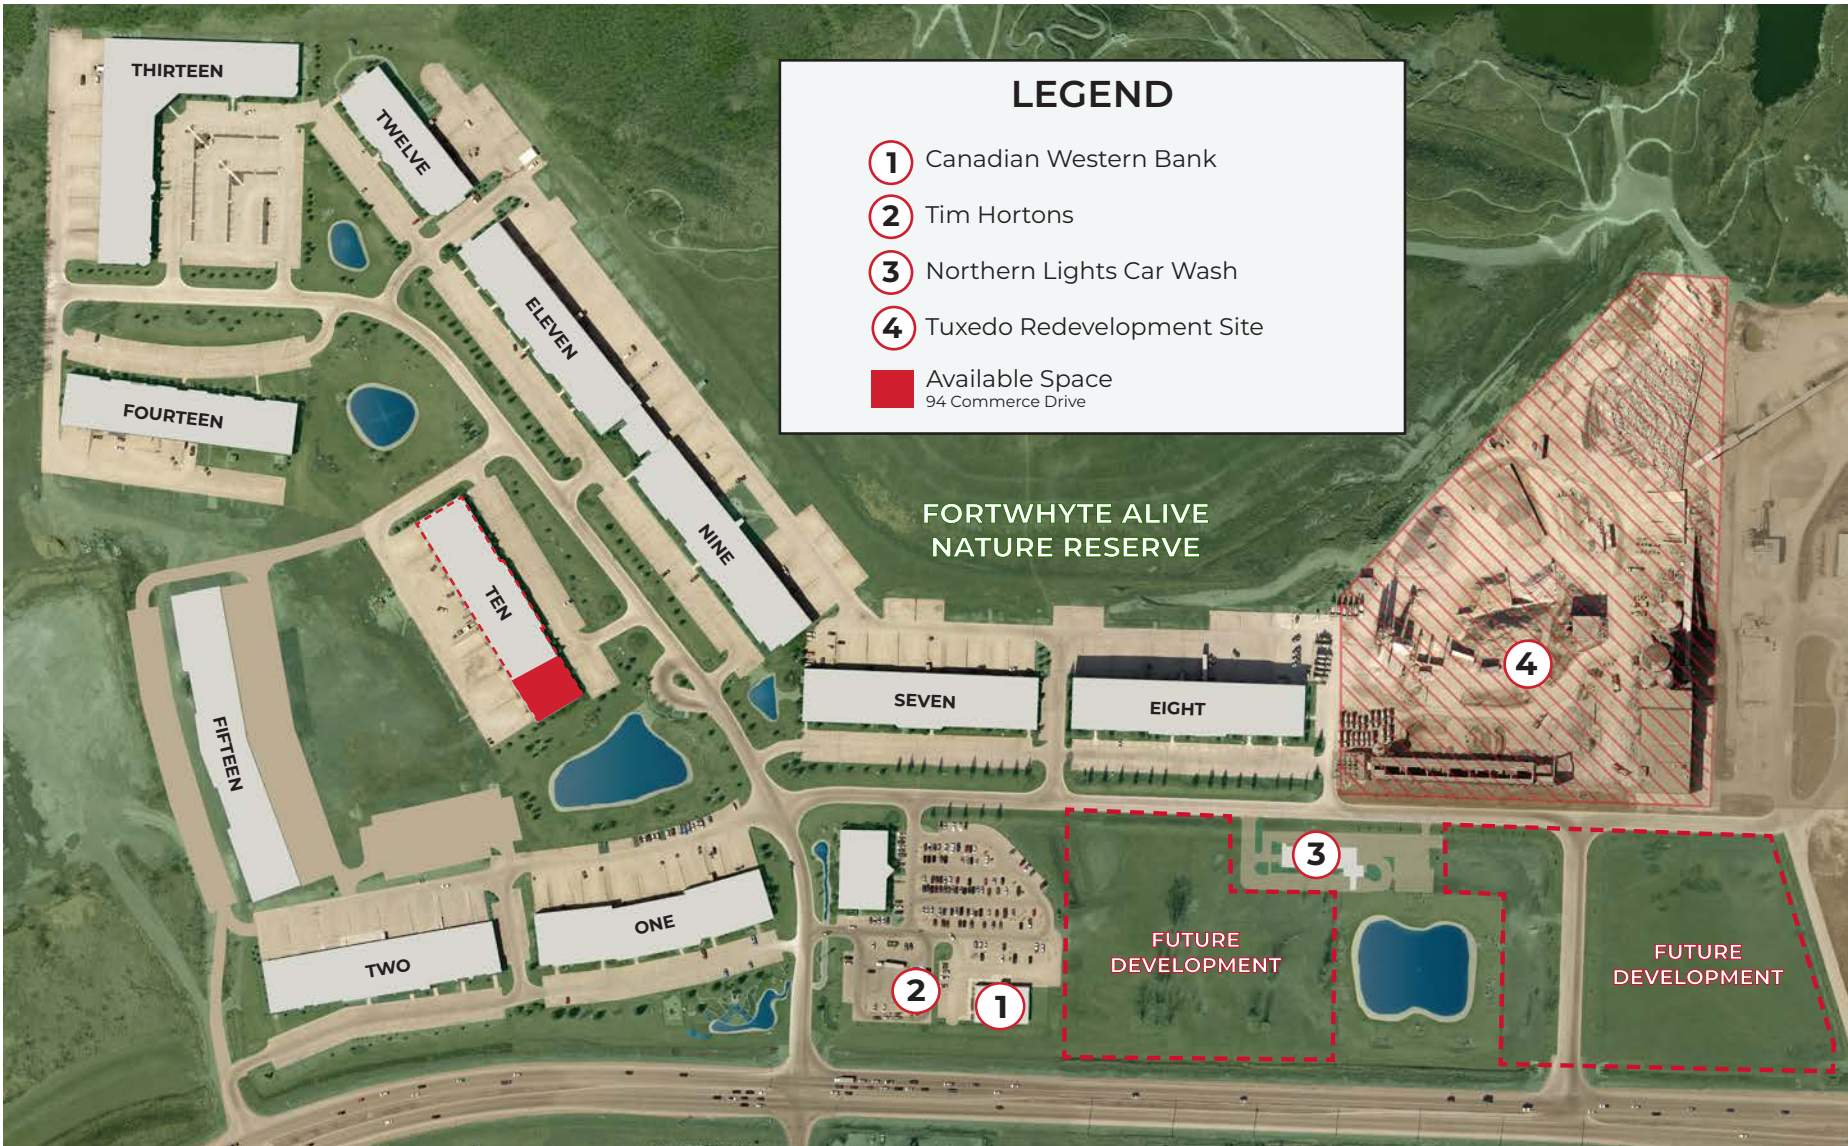 THIRTEEN
TWELVE
LEGEND
1 Canadian Western Bank
2 Tim Hortons
3 Northern Lights Car Wash
4 Tuxedo Redevelopment Site
Available Space
94 Commerce Drive
ELEVEN
FOURTEEN
NINE
FORTWHYTE ALIVE
NATURE RESERVE
TEN
4
SEVEN
EIGHT
FIFTEEN
3
ONE
TWO
2
1
FUTURE
DEVELOPMENT
FUTURE
DEVELOPMENT